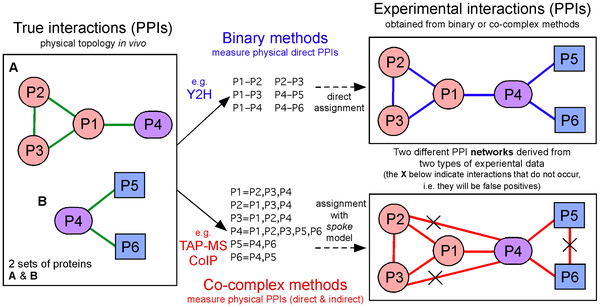 True interactions (PPIs)
physical topology in vivo
A
P2
P1
P4
P3
B
P5
P4
P6
2 sets of proteins
A & B
Binary methods
measure physical direct PPIs
e.g.
Y2H
P1–P2 P2–P3
P1–P3 P4–P5
P1–P4 P4–P6
direct
assignment
e.g.
TAP-MS
CoIP
P1=P2,P3,P4
P2=P1,P3,P4
P3=P1,P2,P4
P4=P1,P2,P3,P5,P6
P5=P4,P6
P6=P4,P5
assignment
with
spoke
model
Co-complex methods
measure physical PPIs (direct & indirect)
Experimental interactions (PPIs)
obtained from binary or co-complex methods
P2
P5
P1
P4
P3
P6
Two different PPI networks derived from
two types of experiental data
(the X below indicate interactions that do not occur,
i.e. they will be false positives)
P2
P5
P1
P4
P3
P6